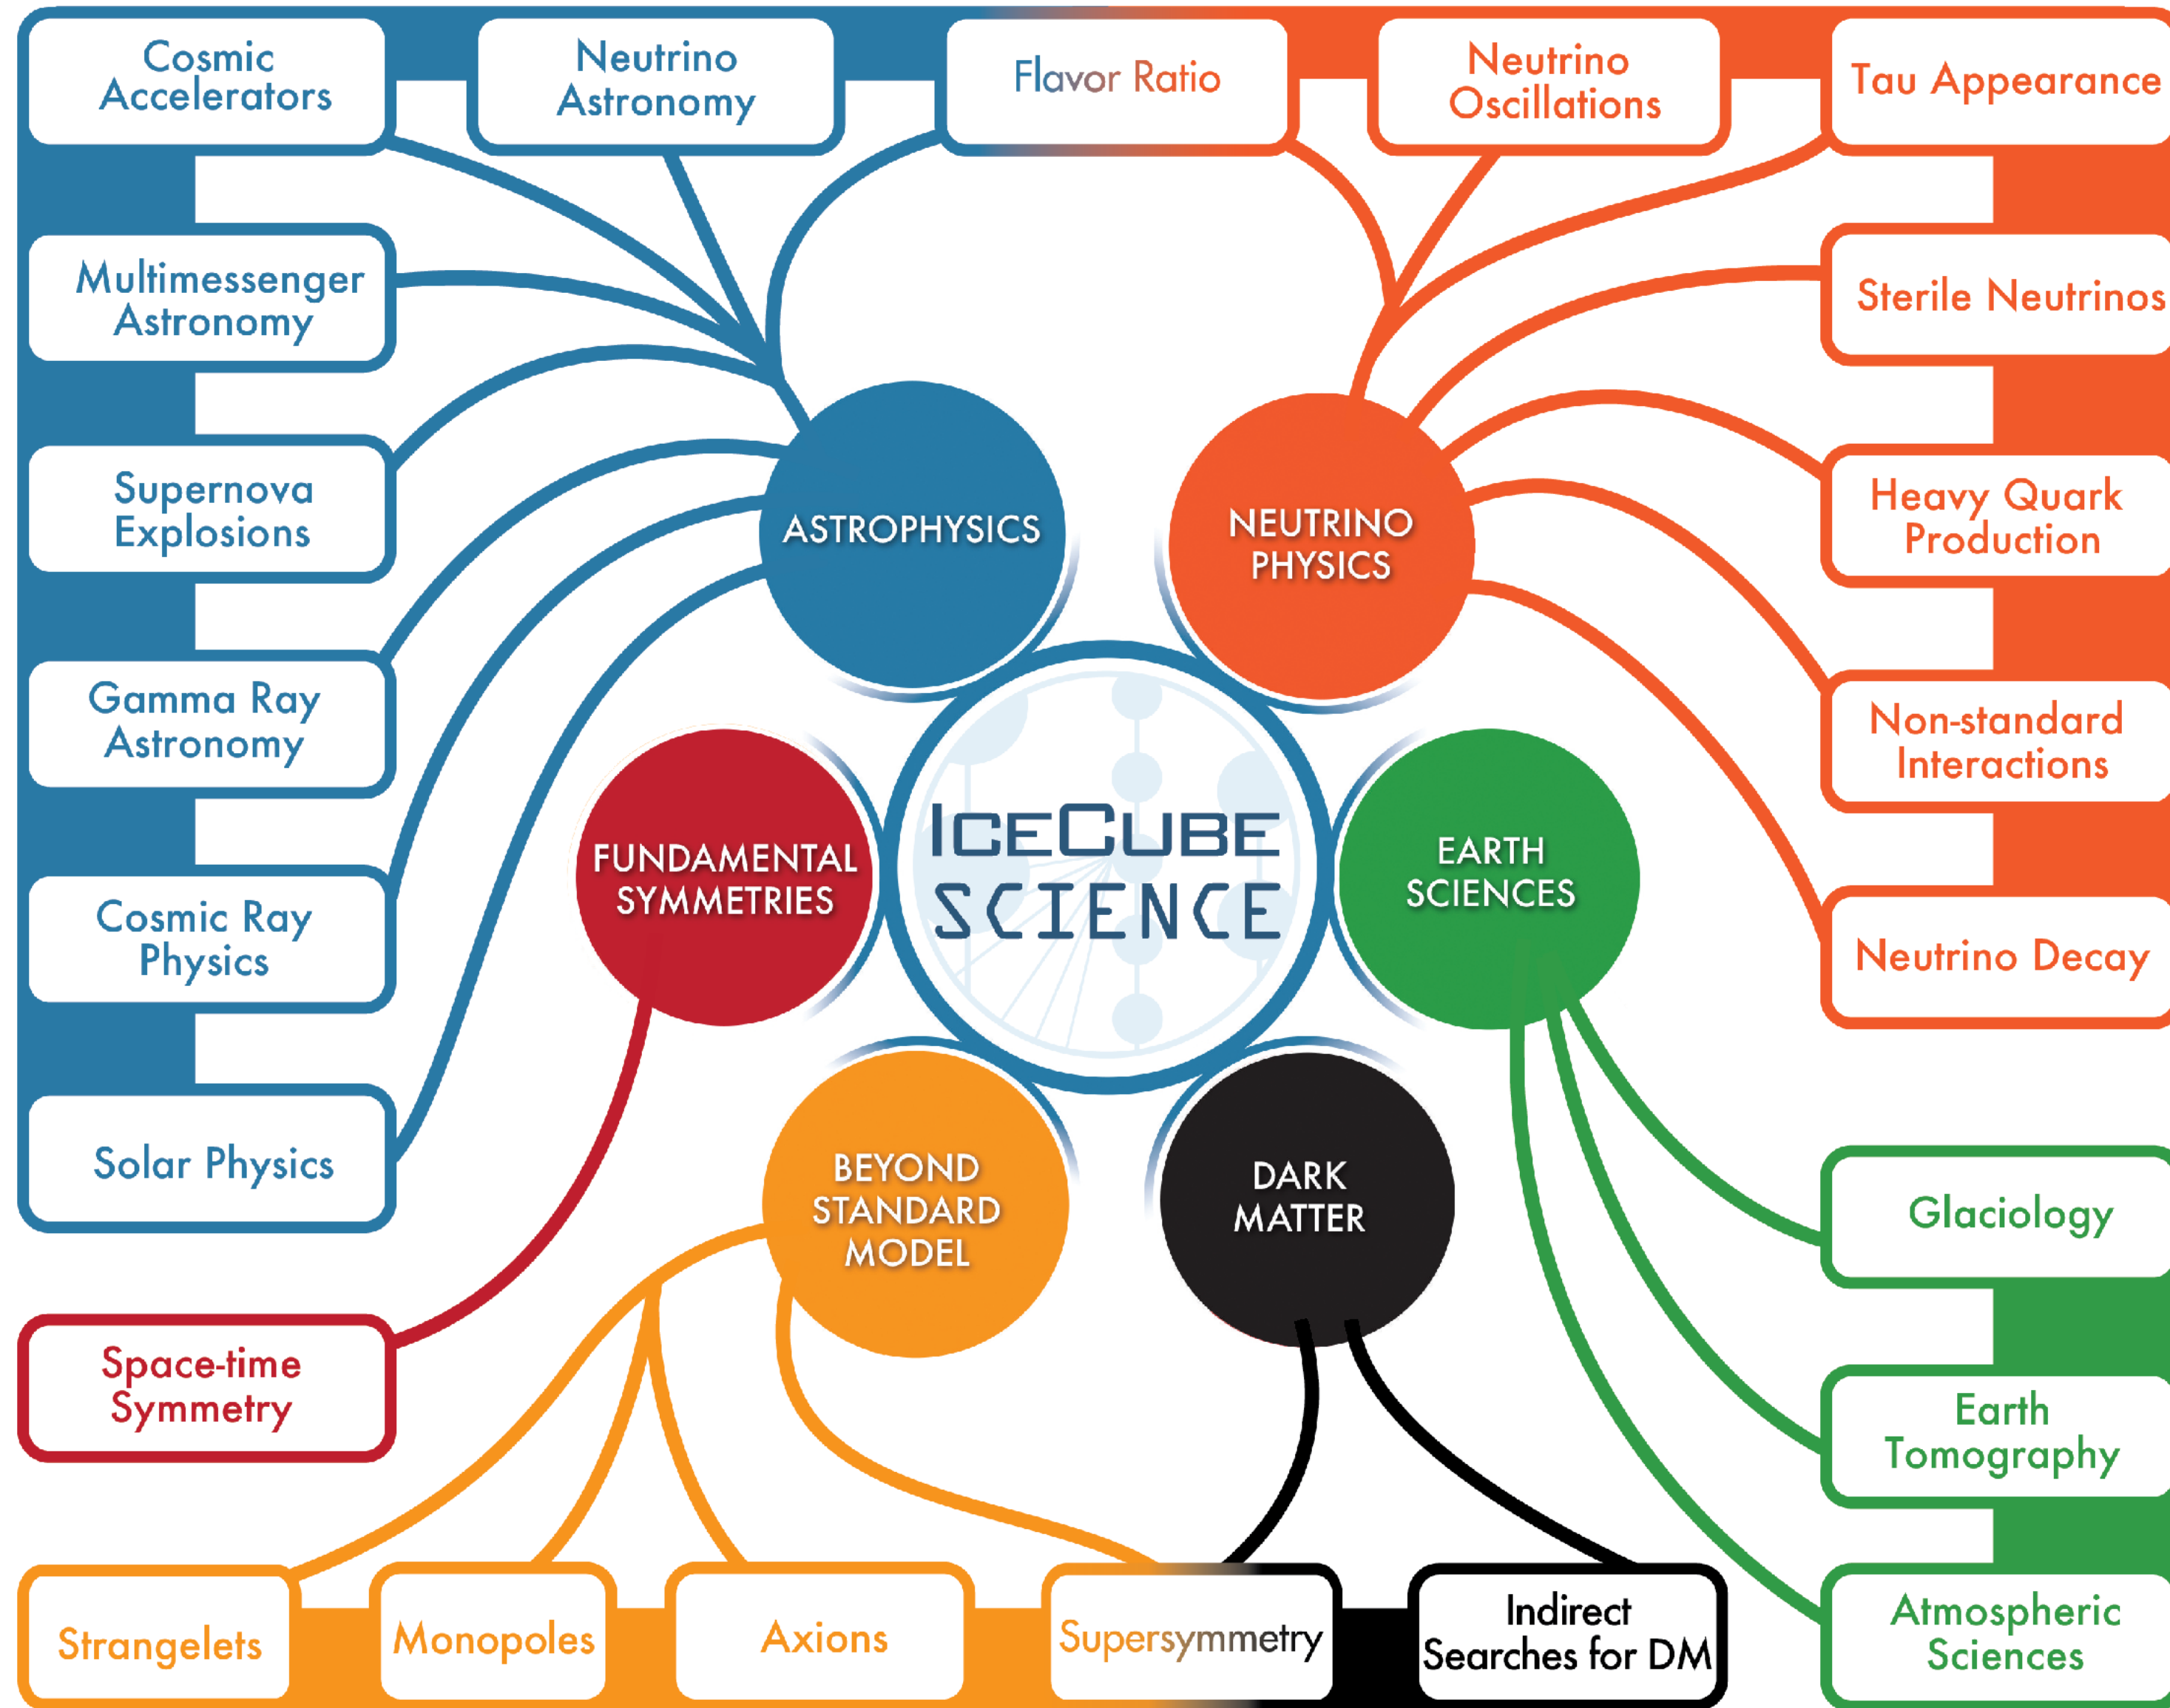 Cosmic
Accelerators
Neutrino
Astronomy
Flavor Ratio
Neutrino
Oscillations
Tau Appearance
Multimessenger
Astronomy
Sterile Neutrinos
Supernova
Explosions
ASTROPHYSICS
NEUTRINO
PHYSICS
Heavy Quark
Production
Gamma Ray
Astronomy
Non-standard
Interactions
FUNDAMENTAL
SYMMETRIES
ICECUBE
SCIENCE
EARTH
SCIENCES
Cosmic Ray
Physics
Neutrino Decay
Solar Physics
BEYOND
STANDARD
MODEL
DARK
MATTER
Glaciology
Space-time
Symmetry
Earth
Tomography
Strangelets
Monopoles
Axions
Supersymmetry
Indirect
Searches for DM
Atmospheric
Sciences